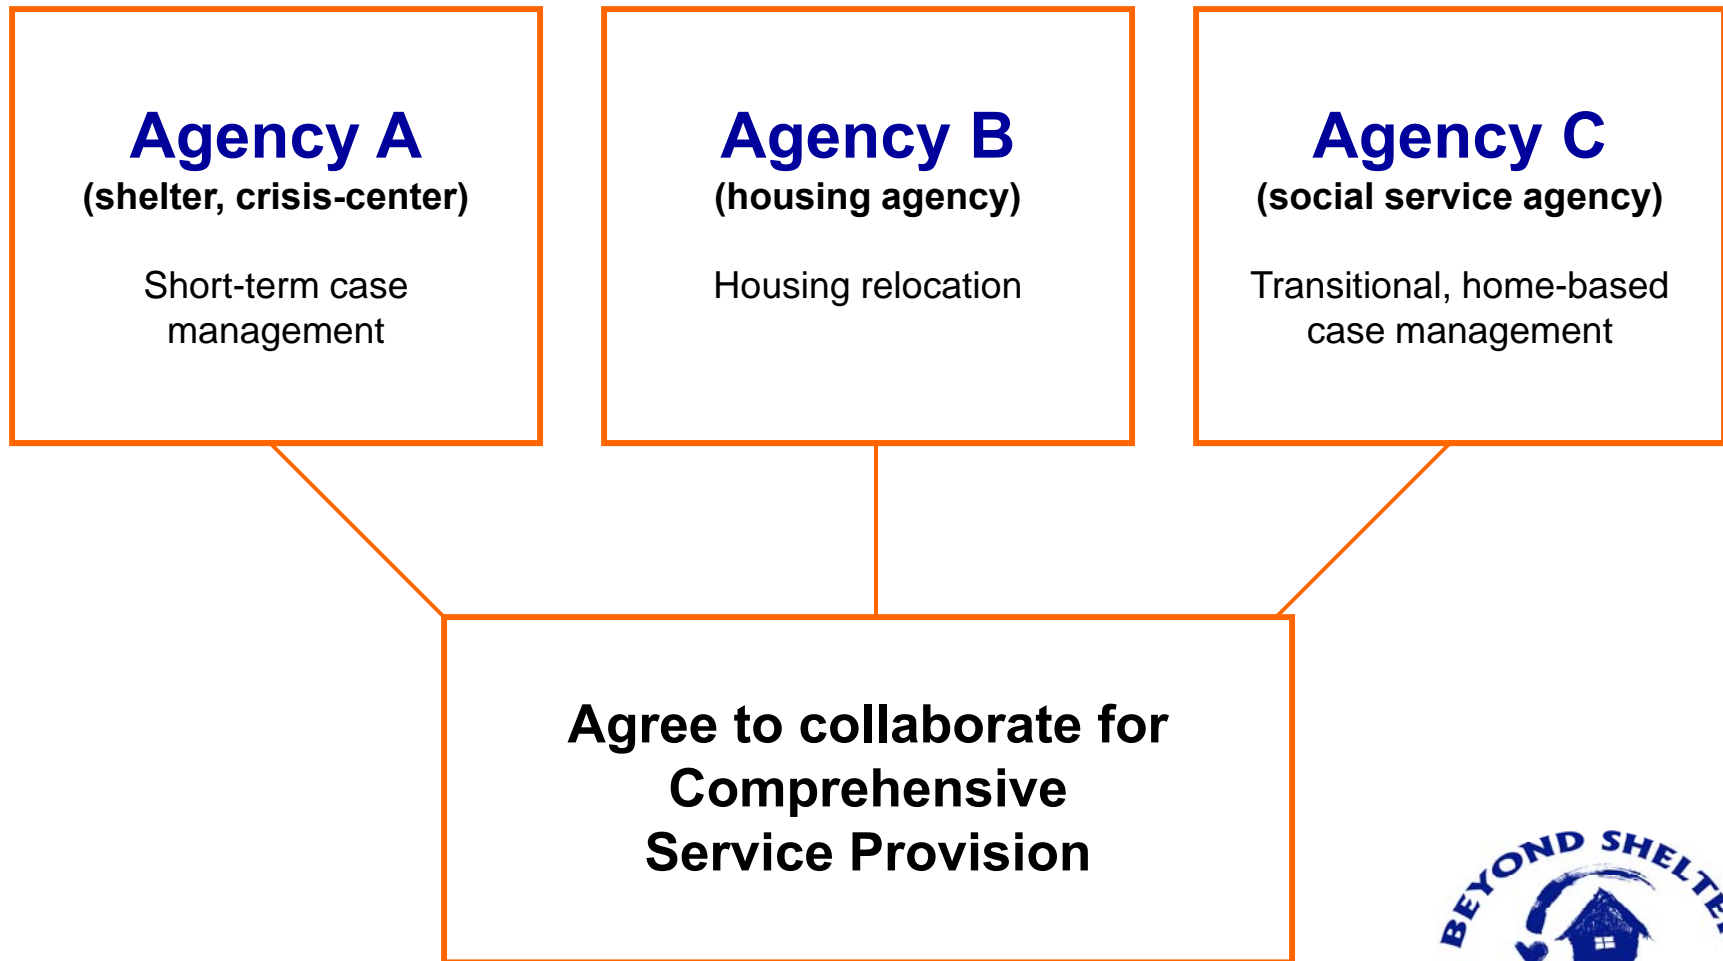 Agency A
(shelter, crisis-center)
Short-term case
management
Agency B
(housing agency)
Housing relocation
Agency C
(social service agency)
Transitional, home-based
case management
Agree to collaborate for
Comprehensive
Service Provision
BEYOND